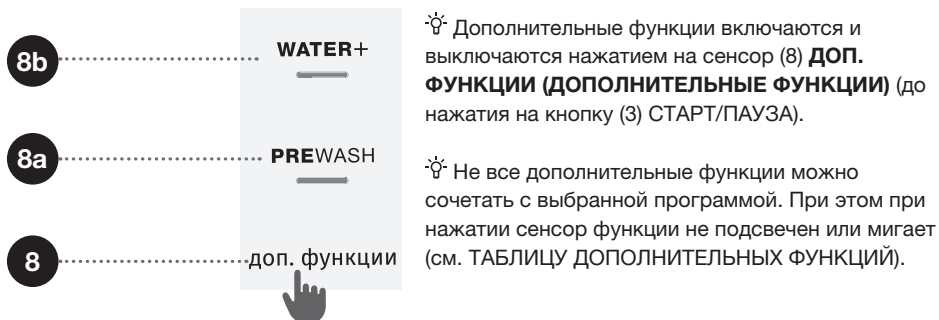 8b
WATER+
8a
PREWASH
8
доп. функции
Дополнительные функции включаются и
выключаются нажатием на сенсор (8) ДОП.
ФУНКЦИИ (ДОПОЛНИТЕЛЬНЫЕ ФУНКЦИИ) (до
нажатия на кнопку (3) СТАРТ/ПАУЗА).
Не все дополнительные функции можно
сочетать с выбранной программой. При этом при
нажатии сенсор функции не подсвечен или мигает
(см. ТАБЛИЦУ ДОПОЛНИТЕЛЬНЫХ ФУНКЦИЙ).